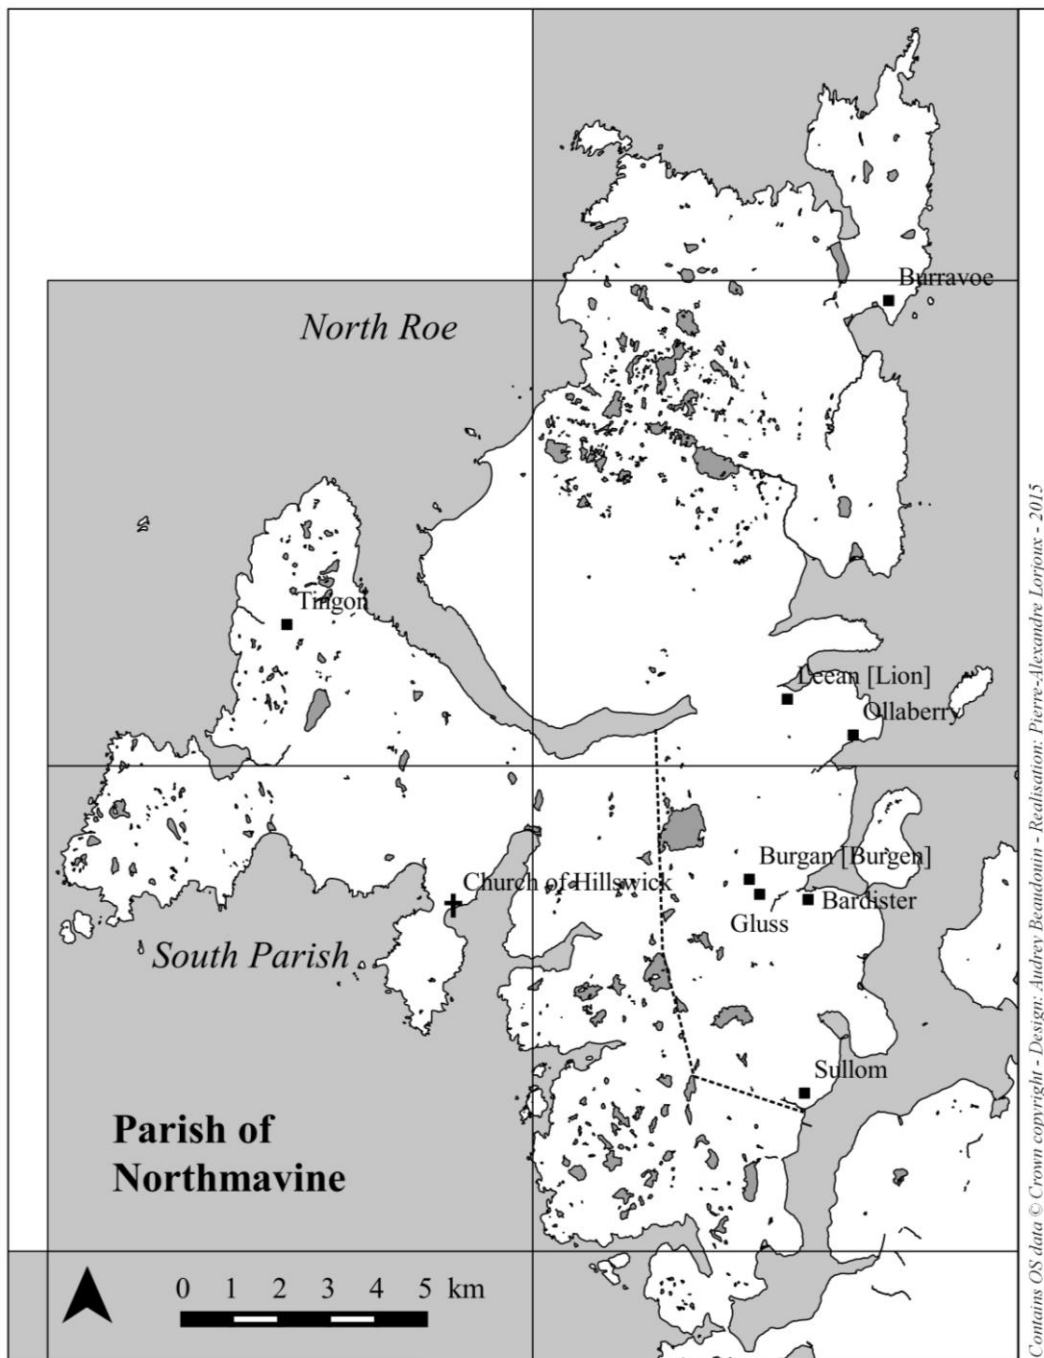 Burravoe
North Roe
Tingon
Leean [Lion]
Ollaberry
Burgan [Burgen]
Church of Hillswick
Bardister
Gluss
South Parish
Sullom
Parish of
Northmavine
0 1 2 3 4 5 km
Contains OS data © Crown copyright - Design: Audrey Beaudouin - Realisation: Pierre-Alexandre Lorjoux - 2015